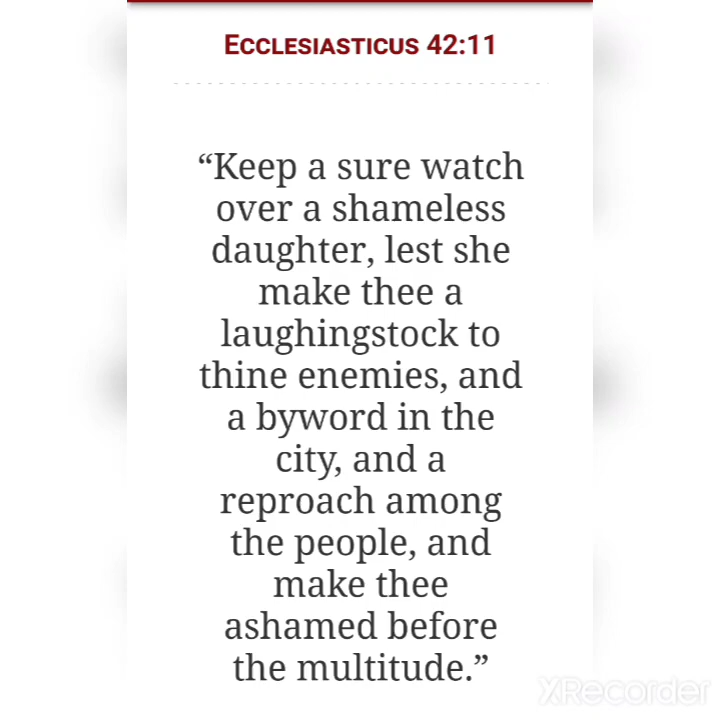 Ecclesiasticus 42:11
“Keep a sure watch
over a shameless
daughter, lest she
make thee a
laughingstock to
thine enemies, and
a byword in the
city, and a
reproach among
the people, and
make thee
ashamed before
the multitude.”
XRecorder